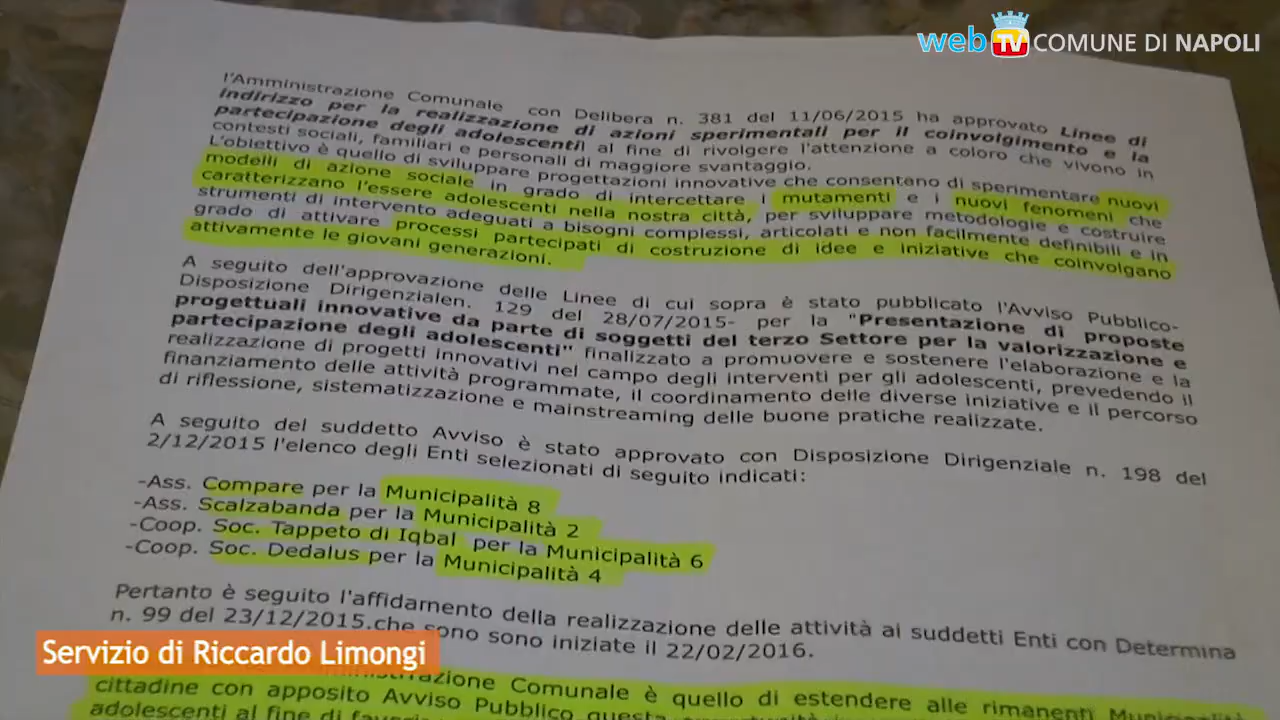 web TV COMUNE DI NAPOLI
l'Amministrazione Comunale con Delibera n. 381 del 11/06/2015 ha approvato Linee di
indirizzo per la realizzazione di azioni sperimentali per il coinvolgimento e la
partecipazione degli adolescenti\ al fine di rivolgere l'attenzione a coloro che vivono in
contesti sociali, familiari e personali di maggiore svantaggio.
L'obiettivo è quello di sviluppare progettazioni innovative che consentano di sperimentare nuovi
modelli di azione sociale in grado di intercettare i mutamenti e i nuovi fenomeni che
caratterizzano l'essere adolescenti nella nostra città, per sviluppare metodologie e costruire
strumenti di intervento adeguati a bisogni complessi, articolati e non facilmente definibili e in
grado di attivare processi partecipati di costruzione di idee e iniziative che coinvolgano
attivamente le giovani generazioni.
A seguito dell'approvazione delle Linee di cui sopra è stato pubblicato l'Avviso Pubblico-
Disposizione Dirigenzialen. 129 del 28/07/2015- per la "Presentazione di proposte
progettuali innovative da parte di soggetti del terzo Settore per la valorizzazione e
partecipazione degli adolescenti" finalizzato a promuovere e sostenere l'elaborazione e la
realizzazione di progetti innovativi nel campo degli interventi per gli adolescenti, prevedendo il
finanziamento delle attività programmate, il coordinamento delle diverse iniziative e il percorso
di riflessione, sistematizzazione e mainstreaming delle buone pratiche realizzate.
A seguito del suddetto Avviso è stato approvato con Disposizione Dirigenziale n. 198 del
2/12/2015 l'elenco degli Enti selezionati di seguito indicati:
-Ass. Compare per la Municipalità 8
-Ass. Scalzabanda per la Municipalità 2
-Coop. Soc. Tappeto di Iqbal per la Municipalità 6
-Coop. Soc. Dedalus per la Municipalità 4
Pertanto è seguito l'affidamento della realizzazione delle attività ai suddetti Enti con Determina
n. 99 del 23/12/2015.che sono sono iniziate il 22/02/2016.
Servizio di Riccardo Limongi
Comunale è quello di estendere alle rimanenti
cittadine con apposito Avviso Pubblico questa
adolescenti al fine di